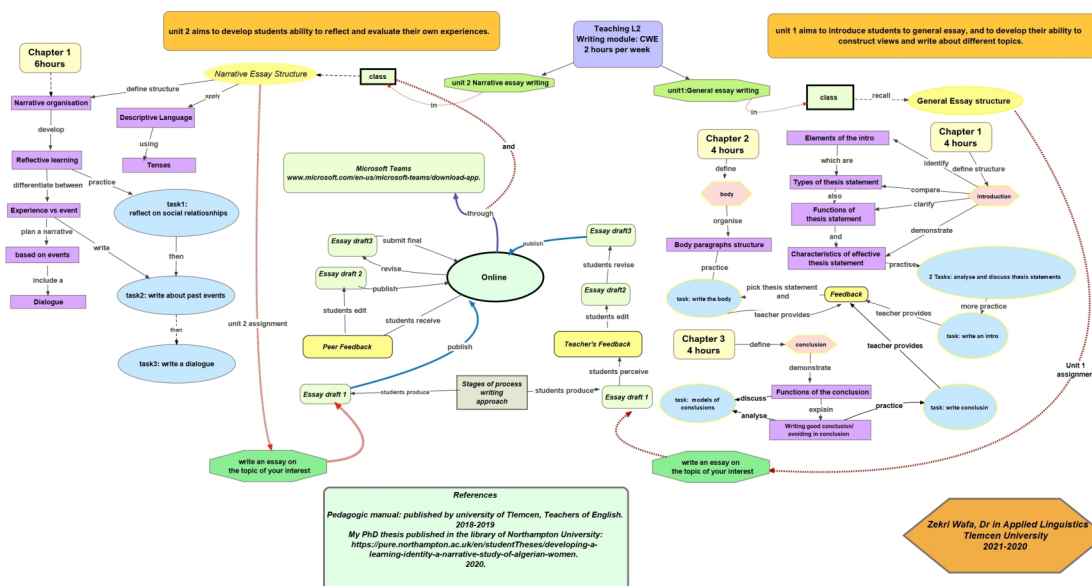 unit 2 aims to develop students ability to reflect and evaluate their own experiences.
Teaching L2
Writing module: CWE
2 hours per week
unit 1 aims to introduce students to general essay, and to develop their ability to
construct views and write about different topics.
Chapter 1
6hours
Narrative Essay Structure
class
unit 2 Narrative essay writing
in
unit1:General essay writing
in
class
recall
General Essay structure
define structure
apply
Narrative organisation
Descriptive Language
develop
using
Reflective learning
Tenses
differentiate between
practice
Experience vs event
plan a narrative
write
based on events
include a
Dialogue
task1:
reflect on social relatiosships
then
task2: write about past events
then
task3: write a dialogue
unit 2 assignment
and
Microsoft Teams
www.microsoft.com/en-us/microsoft-teams/download-app.
through
Essay draft3
submit final
revise
Essay draft 2
publish
students edit
students receive
Peer Feedback
Online
publish
Essay draft3
students revise
Essay draft2
students edit
Teacher's Feedback
students perceive
publish
Essay draft 1
students produce
Stages of process
writing
approach
students produce
Essay draft 1
write an essay on
the topic of your interest
Chapter 2
4 hours
define
body
organise
Body paragraphs structure
practice
task: write the body
Elements of the intro
which are
Types of thesis statement
also
Functions of
thesis statement
and
Characteristics of effective
thesis statement
Chapter 1
4 hours
define structure
introduction
identify
compare
clarify
demonstrate
practise
2 Tasks: analyse and discuss thesis statements
more practice
task: write an intro
teacher provides
pick thesis statement
and
teacher provides
Feedback
teacher provides
Chapter 3
4 hours
define
conclusion
demonstrate
Functions of the conclusion
explain
discuss
analyse
task: models of
conclusions
Writing good conclusion/
avoiding in conclusion
practice
task: write conclusin
Unit 1
assignment
write an essay on
the topic of your interest
References
Pedagogic manual: published by university of Tlemcen, Teachers of English.
2018-2019
My PhD thesis published in the library of Northampton University:
https://pure.northampton.ac.uk/en/studentTheses/developing-a-
learning-identity-a-narrative-study-of-algerian-women.
2020.
Zekri Wafa, Dr in Applied Linguistics
Tlemcen University
2021-2020